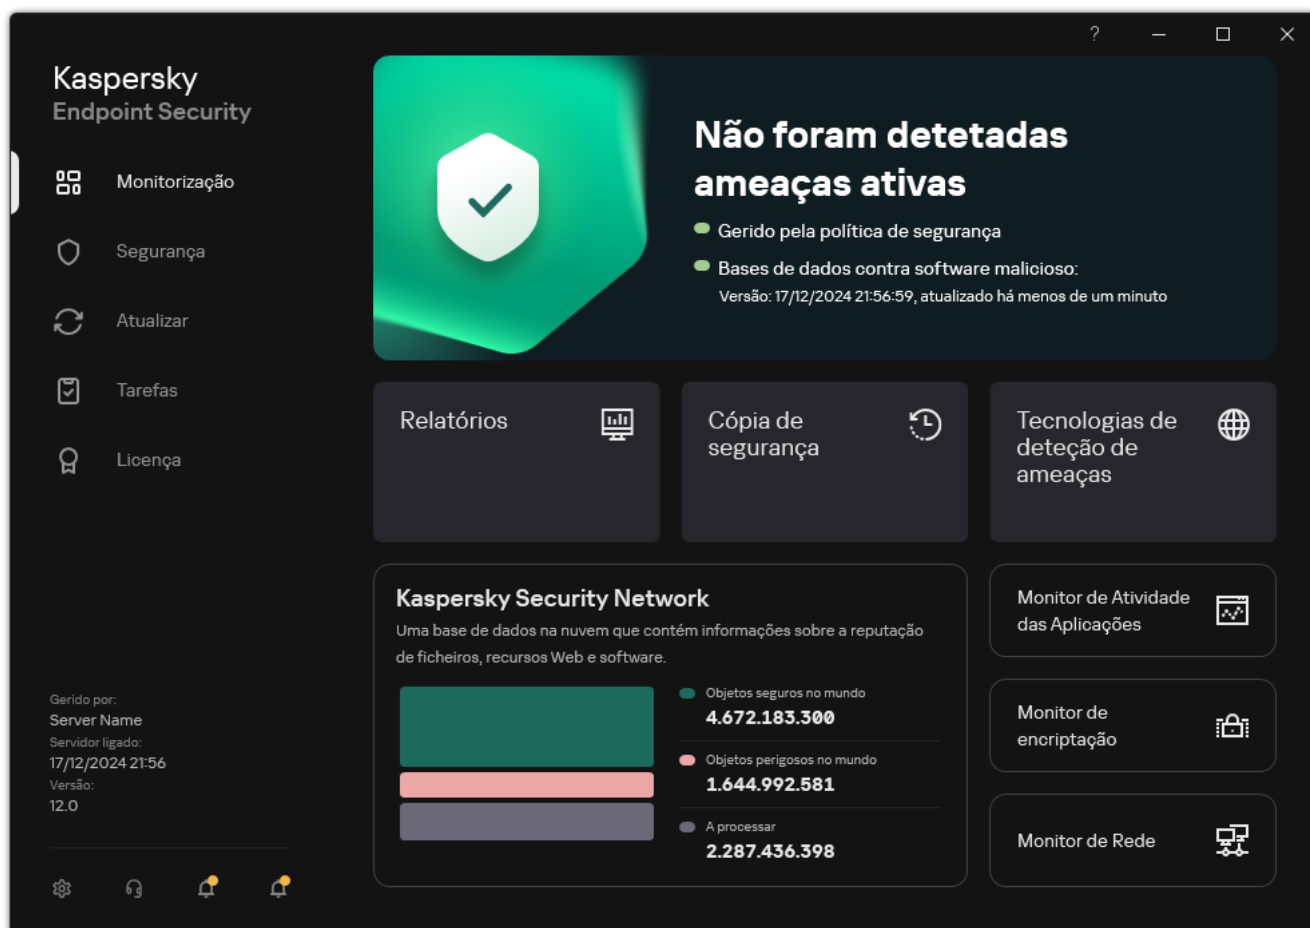 ?
Kaspersky
Endpoint Security
Monitorização
Segurança
Atualizar
Tarefas
Licença
Gerido por:
Server Name
Servidor ligado:
17/12/2024 21:56
Versão:
12.0
Não foram detetadas
ameaças ativas
Gerido pela política de segurança
Bases de dados contra software malicioso:
Versão: 17/12/2024 21:56:59, atualizado há menos de um minuto
Relatórios
Cópia de
segurança
Tecnologias de
deteção de
ameaças
Kaspersky Security Network
Uma base de dados na nuvem que contém informações sobre a reputação
de ficheiros, recursos Web e software.
Objetos seguros no mundo
4.672.183.300
Objetos perigosos no mundo
1.644.992.581
A processar
2.287.436.398
Monitor de Atividade
das Aplicações
Monitor de
encriptação
Monitor de Rede